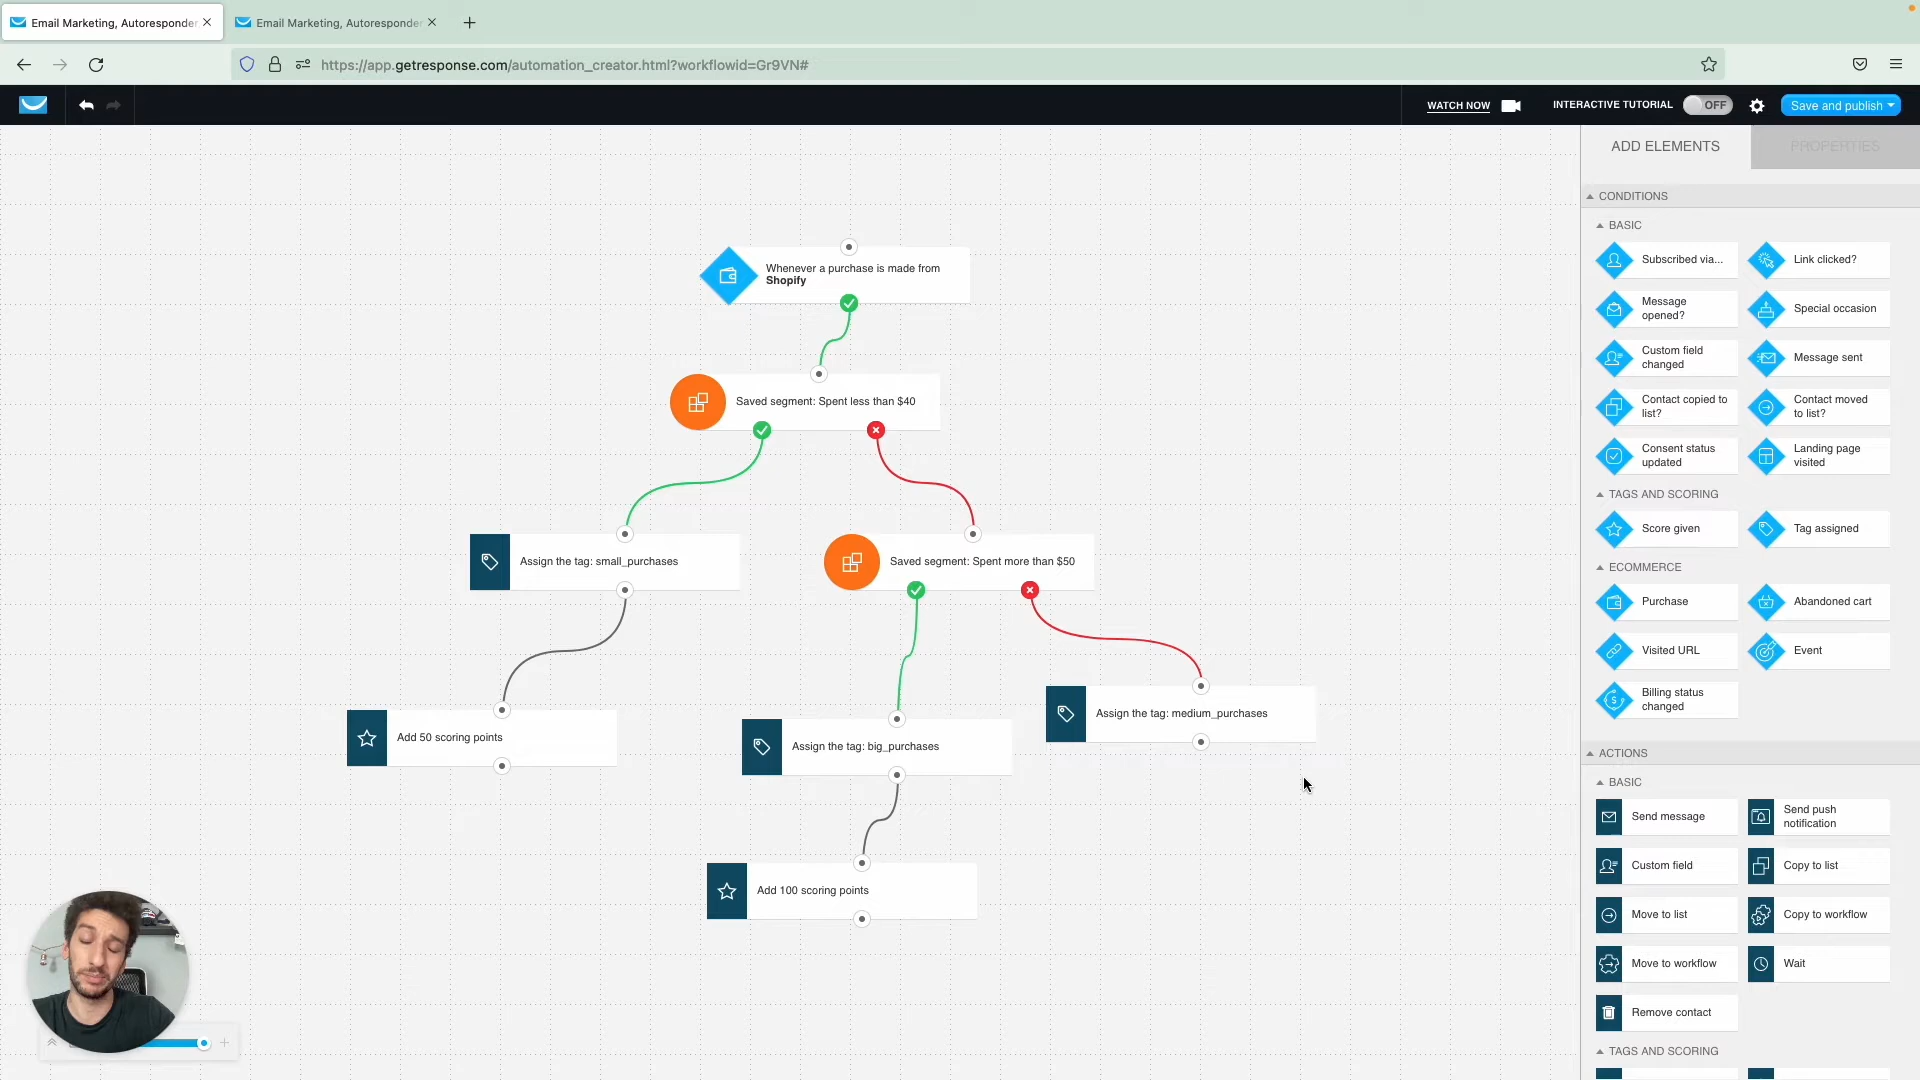 Email Marketing, Autoresponder
Email Marketing, Autoresponder
https://app.getresponse.com/automation_creator.html?workflowid=Gr9VN#
WATCH NOW
INTERACTIVE TUTORIAL
OFF
Save and publish
ADD ELEMENTS
PROPERTIES
CONDITIONS
BASIC
Subscribed via...
Link clicked?
Message
opened?
Special occasion
Custom field
changed
Message sent
Contact copied to
list?
Contact moved
to list?
Consent status
updated
Landing page
visited
TAGS AND SCORING
Score given
Tag assigned
ECOMMERCE
Purchase
Abandoned cart
Visited URL
Event
Billing status
changed
ACTIONS
BASIC
Send message
Send push
notification
Custom field
Copy to list
Move to list
Copy to workflow
Move to workflow
Wait
Remove contact
TAGS AND SCORING
Whenever a purchase is made from
Shopify
Saved segment: Spent less than $40
Assign the tag: small_purchases
Saved segment: Spent more than $50
Add 50 scoring points
Assign the tag: big_purchases
Assign the tag: medium_purchases
Add 100 scoring points